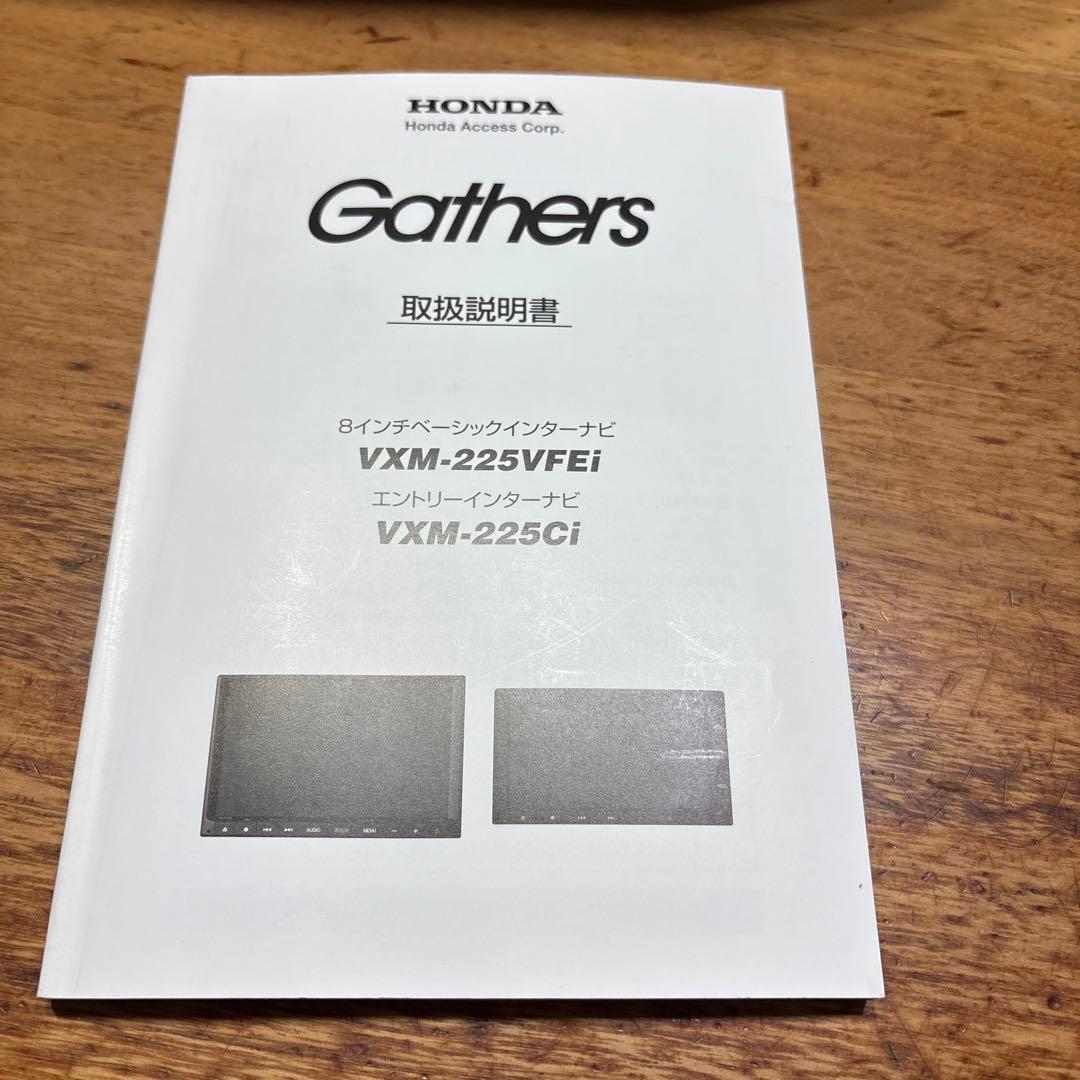 HONDA
Honda Access Corp.
Gathers
取扱説明書
8インチベーシックインターナビ
VXM-225VFEi
エントリーインターナビ
VXM-225Ci
AUDIO MENU